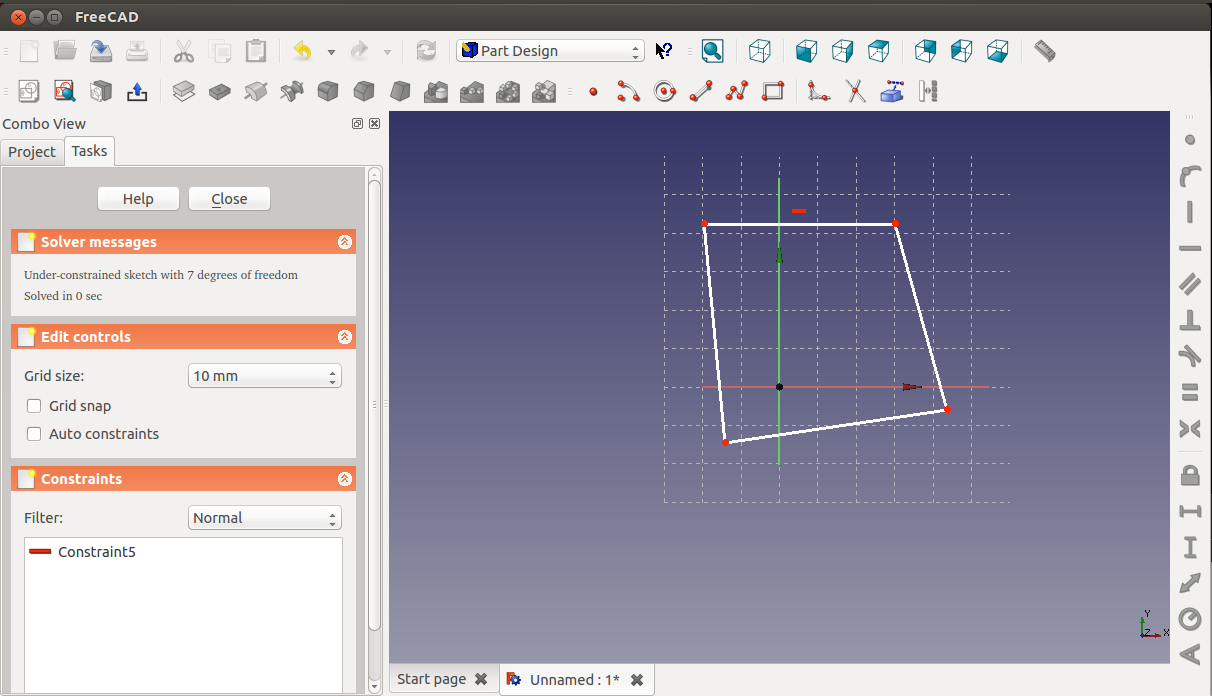 FreeCAD
Part Design
Combo View
Project
Tasks
Help
Close
Solver messages
Under-constrained sketch with 7 degrees of freedom
Solved in 0 sec
Edit controls
Grid size:
10 mm
Grid snap
Auto constraints
Constraints
Filter:
Normal
Constraint5
Y
Z
X
Start page
Unnamed : 1*